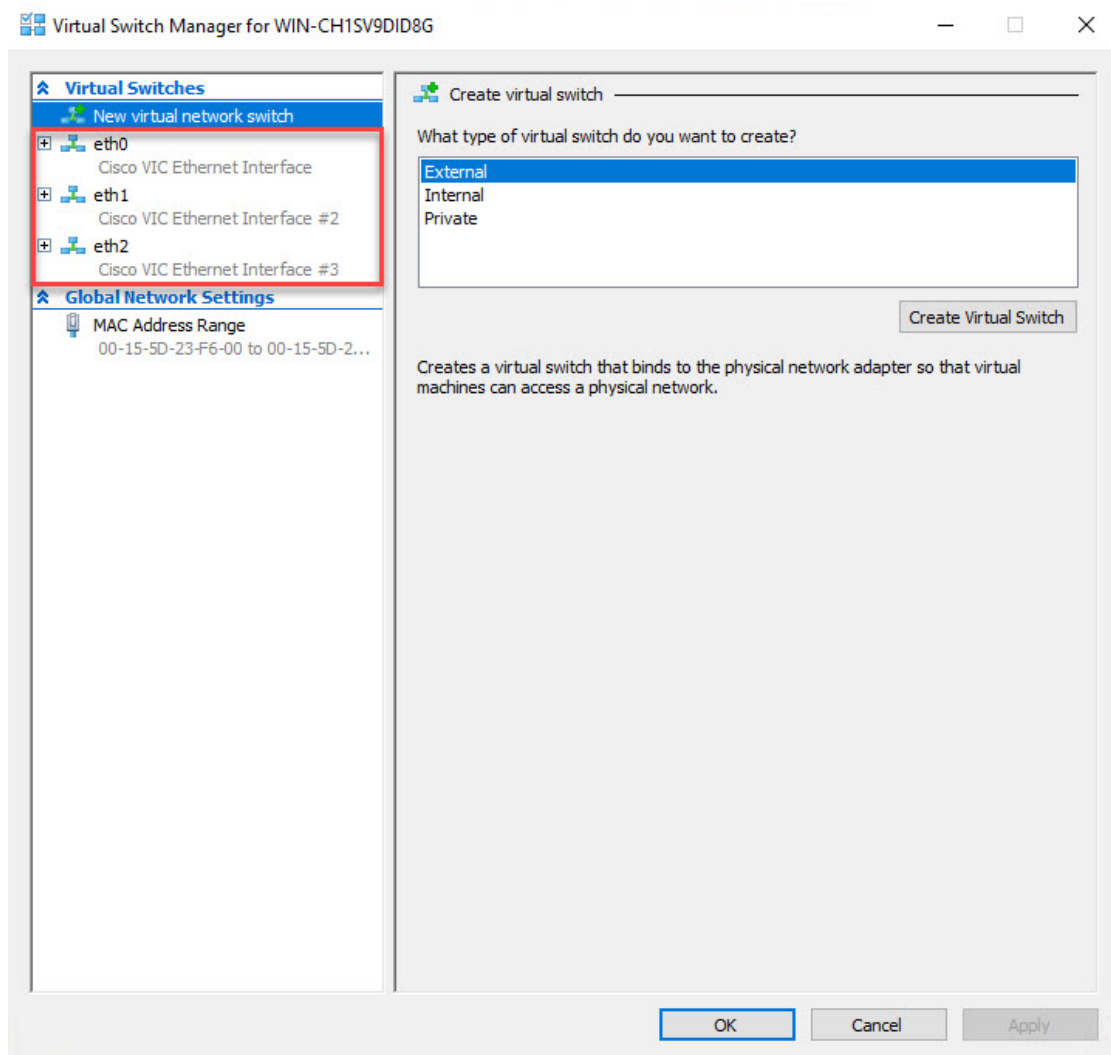 Virtual Switch Manager for WIN-CH1SV9DID8G
Virtual Switches
New virtual network switch
eth0
Cisco VIC Ethernet Interface
eth1
Cisco VIC Ethernet Interface #2
eth2
Cisco VIC Ethernet Interface #3
Global Network Settings
MAC Address Range
00-15-5D-23-F6-00 to 00-15-5D-2...
Create virtual switch
What type of virtual switch do you want to create?
External
Internal
Private
Create Virtual Switch
Creates a virtual switch that binds to the physical network adapter so that virtual
machines can access a physical network.
OK
Cancel
Apply